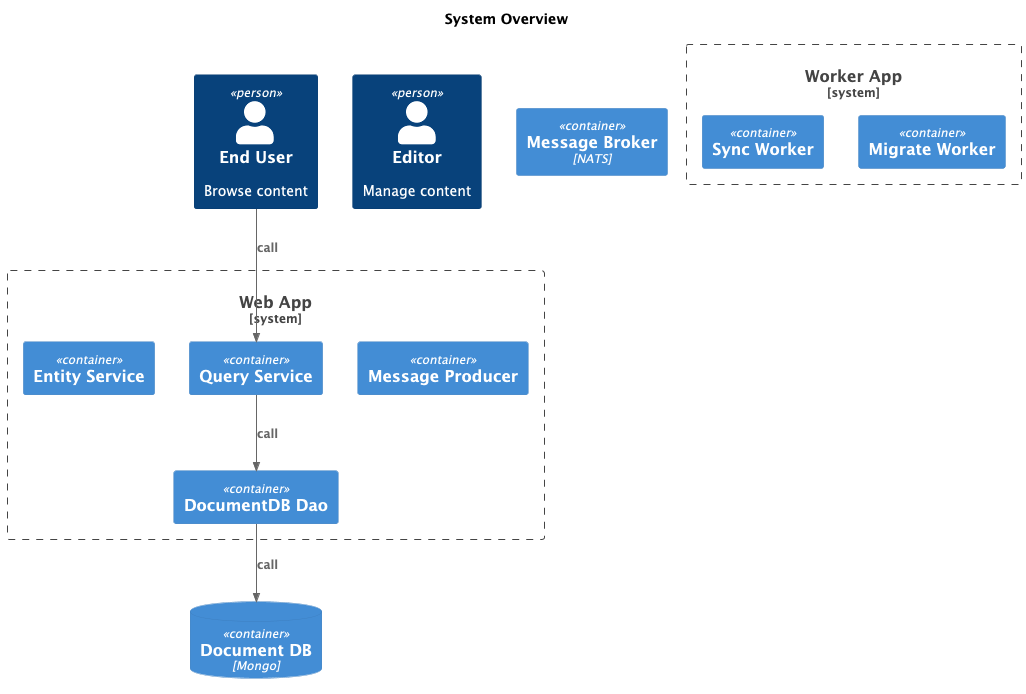 System Overview
«person»
End User
Browse content
«person»
Editor
Manage content
«container»
Message Broker
[NATS]
Worker App
[system]
«container»
Sync Worker
«container»
Migrate Worker
call
Web App
[system]
«container»
Entity Service
«container»
Query Service
«container»
Message Producer
call
«container»
DocumentDB Dao
call
«container»
Document DB
[Mongo]